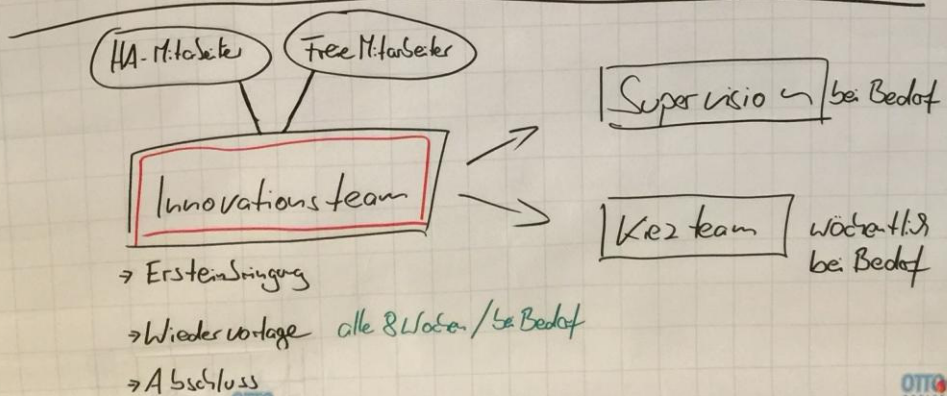 HA-Mitarbeiter
Freie Mitarbeiter
Supervision bei Bedarf
Innovationsteam
Kiezteam
wöchentlich
bei Bedarf
→ Ersteinbringung
→ Wiedervorlage alle 8 Wochen / bei Bedarf
→ Abschluss
OTTO